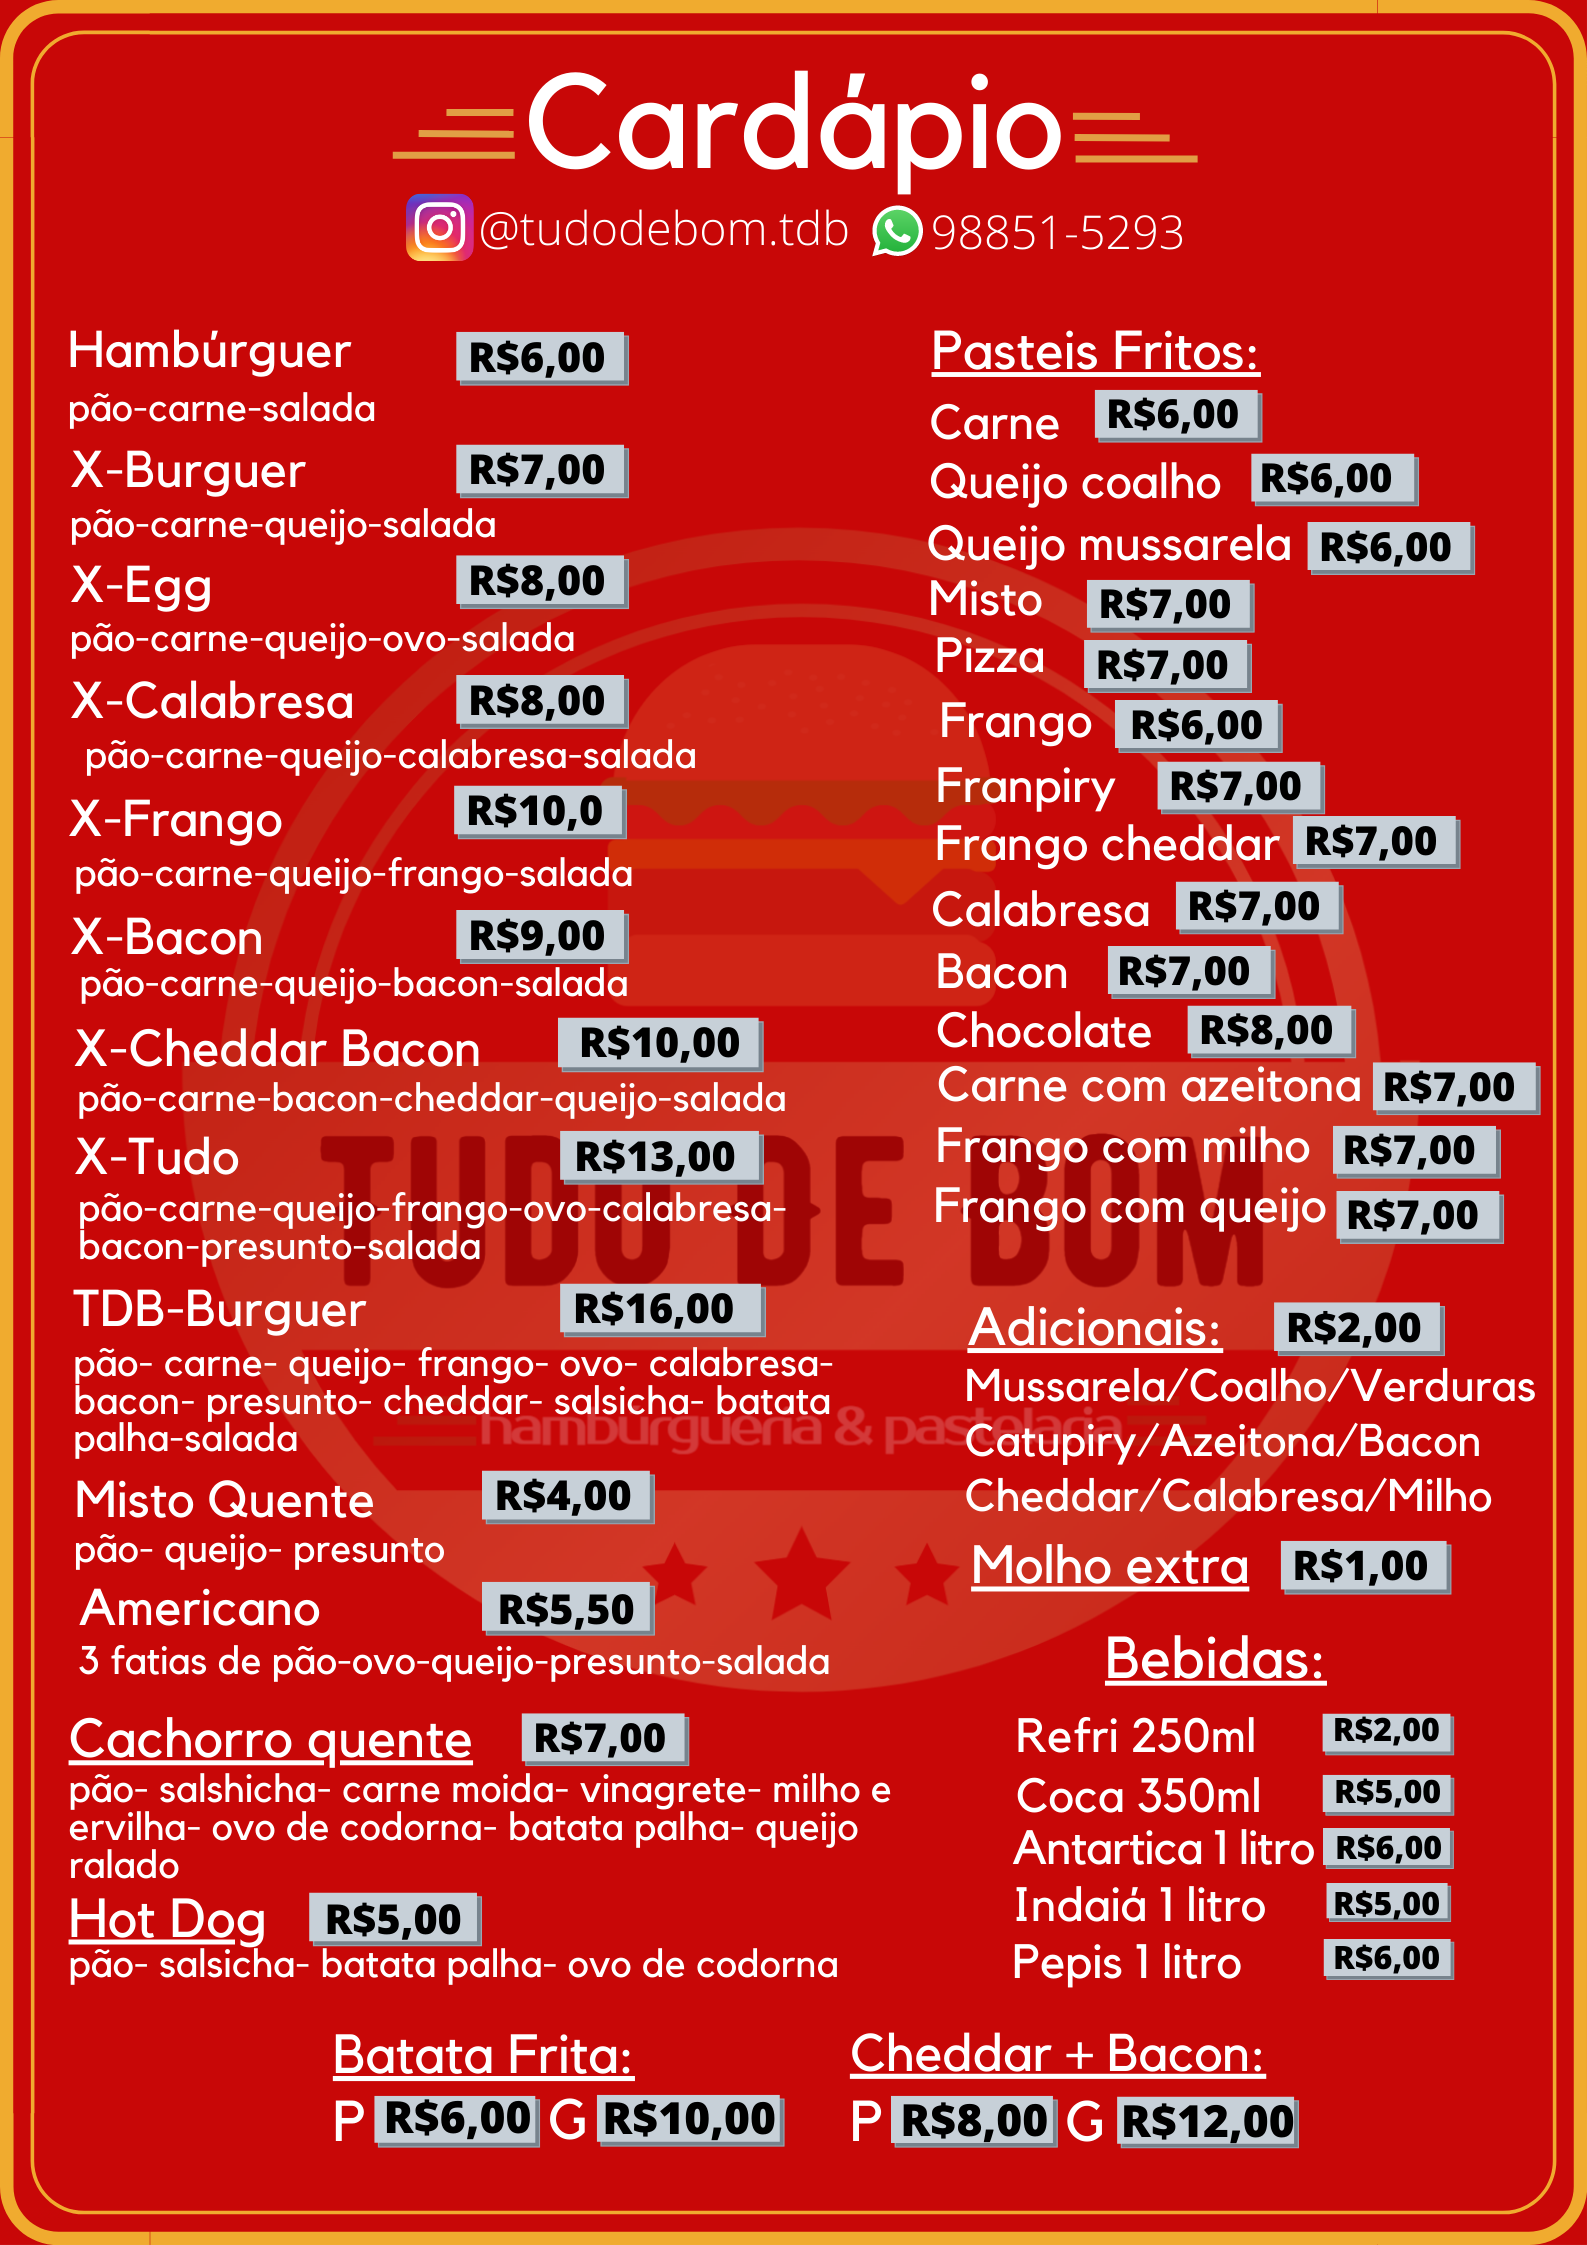 Cardápio
@tudodebom.tdb 98851-5293
Hambúrguer R$6,00
pão-carne-salada
X-Burguer R$7,00
pão-carne-queijo-salada
X-Egg R$8,00
pão-carne-queijo-ovo-salada
X-Calabresa R$8,00
pão-carne-queijo-calabresa-salada
X-Frango R$10,0
pão-carne-queijo-frango-salada
X-Bacon R$9,00
pão-carne-queijo-bacon-salada
X-Cheddar Bacon R$10,00
pão-carne-bacon-cheddar-queijo-salada
X-Tudo R$13,00
pão-carne-queijo-frango-ovo-calabresa-
bacon-presunto-salada
TDB-Burguer R$16,00
pão- carne- queijo- frango- ovo- calabresa-
bacon- presunto- cheddar- salsicha- batata
palha-salada
Misto Quente R$4,00
pão- queijo- presunto
Americano R$5,50
3 fatias de pão-ovo-queijo-presunto-salada
Cachorro quente R$7,00
pão- salshicha- carne moida- vinagrete- milho e
ervilha- ovo de codorna- batata palha- queijo
ralado
Hot Dog R$5,00
pão- salsicha- batata palha- ovo de codorna
Pasteis Fritos:
Carne R$6,00
Queijo coalho R$6,00
Queijo mussarela R$6,00
Misto R$7,00
Pizza R$7,00
Frango R$6,00
Franpiry R$7,00
Frango cheddar R$7,00
Calabresa R$7,00
Bacon R$7,00
Chocolate R$8,00
Carne com azeitona R$7,00
Frango com milho R$7,00
Frango com queijo R$7,00
Adicionais: R$2,00
Mussarela/Coalho/Verduras
Catupiry/Azeitona/Bacon
Cheddar/Calabresa/Milho
Molho extra R$1,00
Bebidas:
Refri 250ml R$2,00
Coca 350ml R$5,00
Antartica 1 litro R$6,00
Indaiá 1 litro R$5,00
Pepis 1 litro R$6,00
Batata Frita:
P R$6,00 G R$10,00
Cheddar + Bacon:
P R$8,00 G R$12,00
TUDO DE BOM
hamburgueria & pastelaria